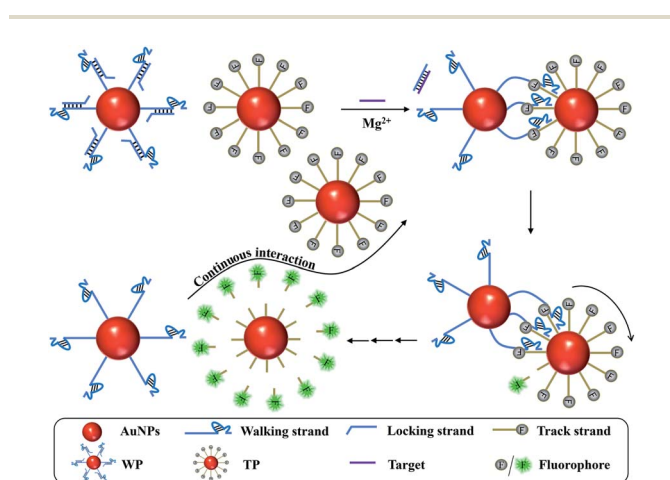 F F F F F F F F F F F F
Mg²⁺
Continuous interaction
AuNPs
Walking strand
Locking strand
F Track strand
WP
TP
Target
F / F Fluorophore